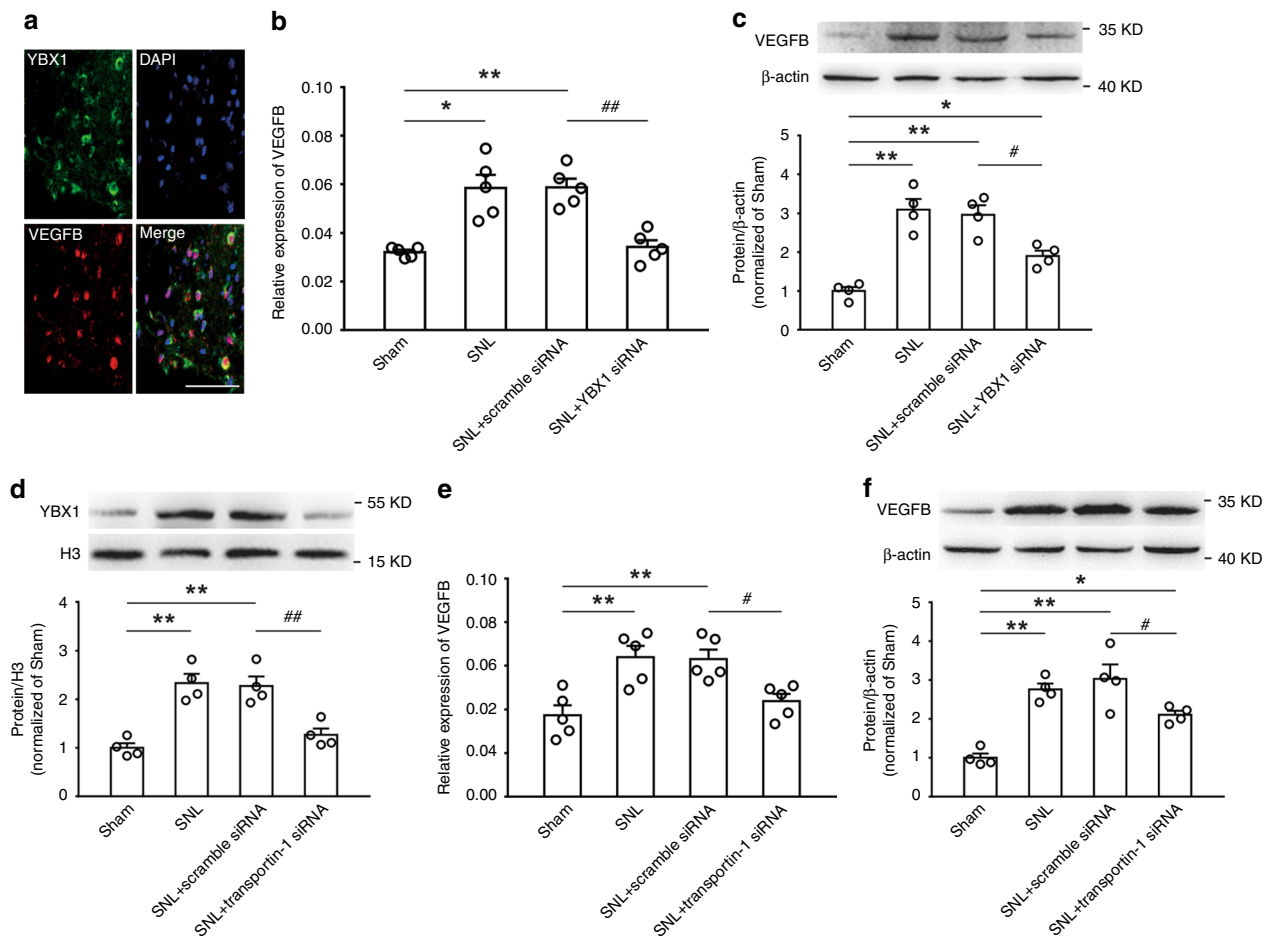 a
YBX1
DAPI
VEGFB
Merge
b
Relative expression of VEGFB
0.10
0.08
0.06
0.04
0.02
0.00
**
*
##
Sham
SNL
SNL+scramble siRNA
SNL+YBX1 siRNA
c
VEGFB
35 KD
β-actin
40 KD
Protein/β-actin
(normalized of Sham)
5
4
3
2
1
0
*
**
**
#
Sham
SNL
SNL+scramble siRNA
SNL+YBX1 siRNA
d
YBX1
55 KD
H3
15 KD
Protein/H3
(normalized of Sham)
4
3
2
1
0
**
**
##
Sham
SNL
SNL+scramble siRNA
SNL+transportin-1 siRNA
e
Relative expression of VEGFB
0.10
0.08
0.06
0.02
0.04
0.00
**
**
#
Sham
SNL
SNL+scramble siRNA
SNL+transportin-1 siRNA
f
VEGFB
35 KD
β-actin
40 KD
Protein/β-actin
(normalized of Sham)
5
4
3
2
1
0
*
**
**
#
Sham
SNL
SNL+scramble siRNA
SNL+transportin-1 siRNA